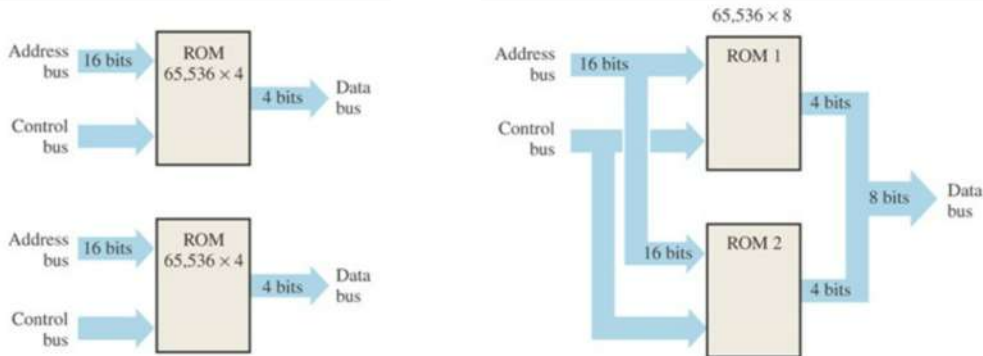 Address
bus
16 bits
ROM
65,536 × 4
4 bits
Data
bus
Control
bus
Address
bus
16 bits
ROM
65,536 × 4
4 bits
Data
bus
Control
bus
65,536 × 8
Address
bus
16 bits
ROM 1
4 bits
Control
bus
8 bits
Data
bus
16 bits
ROM 2
4 bits